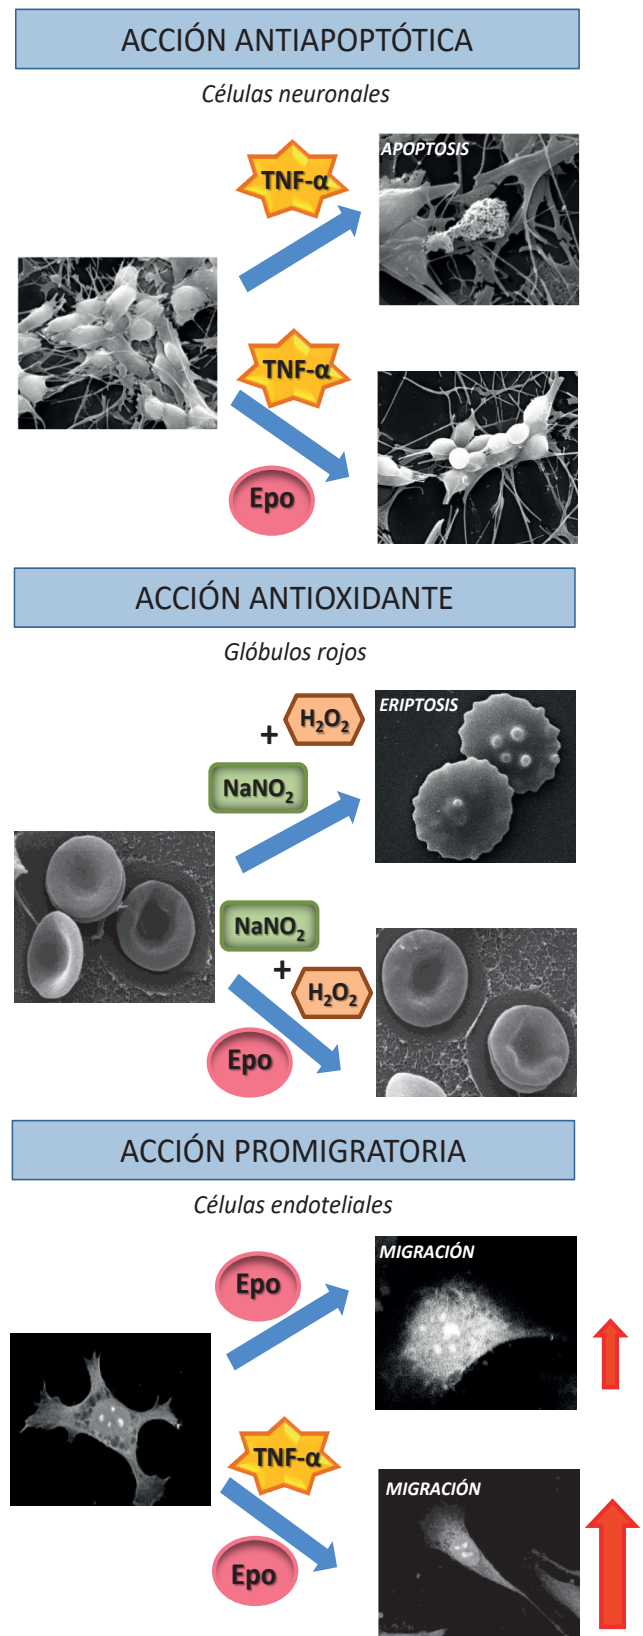 ACCIÓN ANTIAPOPTÓTICA
Células neuronales
TNF-α
APOPTOSIS
TNF-α
Epo
ACCIÓN ANTIOXIDANTE
Glóbulos rojos
+ H₂O₂
ERIPTOSIS
NaNO₂
NaNO₂
+
H₂O₂
Epo
ACCIÓN PROMIGRATORIA
Células endoteliales
MIGRACIÓN
Epo
TNF-α
MIGRACIÓN
Epo